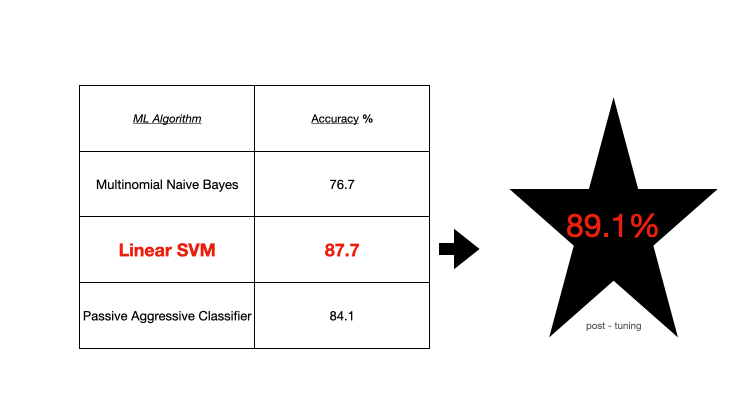 ML Algorithm
Accuracy %
Multinomial Naive Bayes
76.7
Linear SVM
87.7
Passive Aggressive Classifier
84.1
89.1%
post - tuning